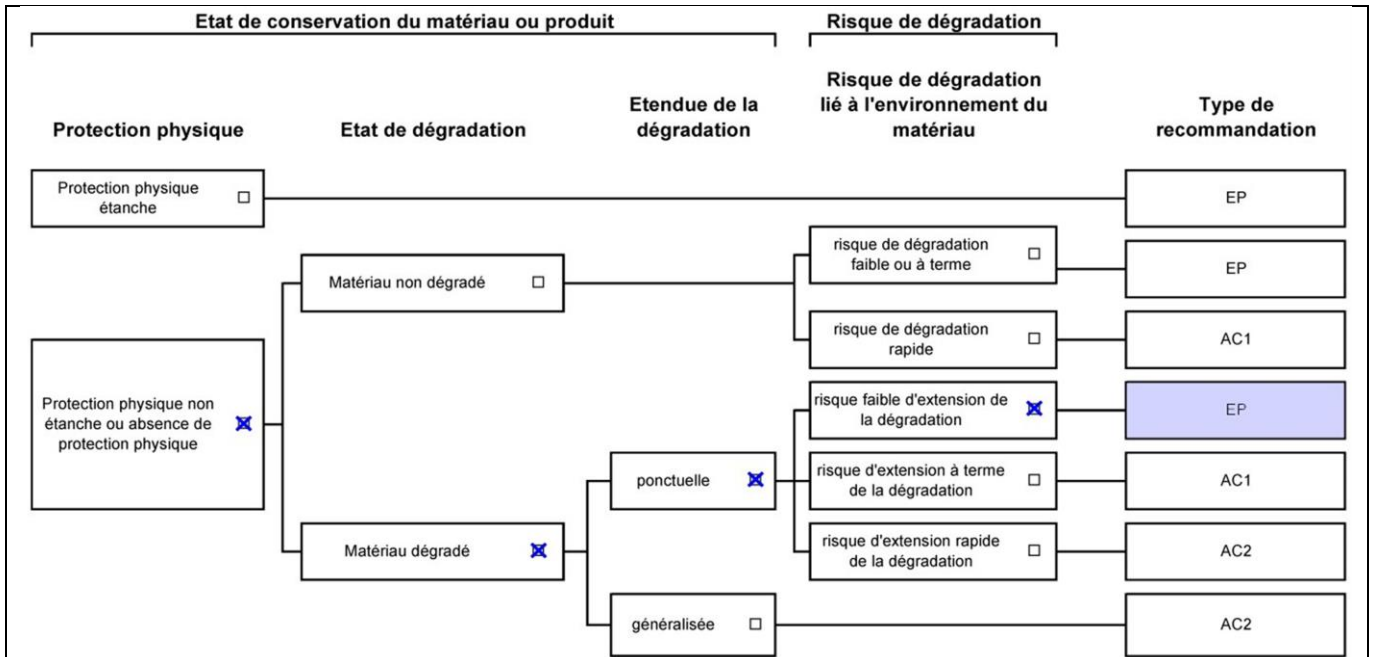 Etat de conservation du matériau ou produit
Risque de dégradation
Protection physique
Etat de dégradation
Etendue de la
dégradation
Risque de dégradation
lié à l'environnement du
matériau
Type de
recommandation
Protection physique
étanche
EP
risque de dégradation
faible ou à terme
EP
Matériau non dégradé
risque de dégradation
rapide
AC1
Protection physique non
étanche ou absence de
protection physique
risque faible d'extension de
la dégradation
EP
ponctuelle
risque d'extension à terme
de la dégradation
AC1
Matériau dégradé
risque d'extension rapide
de la dégradation
AC2
généralisée
AC2